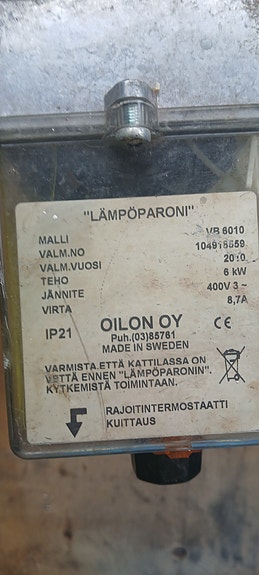 "LÄMPÖPARONI"
MALLI VB 6010
VALM.NO 104918559
VALM.VUOSI 2010
TEHO 6 kW
JÄNNITE 400V 3~
VIRTA 8,7A
IP21 OILON OY CE
Puh.(03)85761
MADE IN SWEDEN
VARMISTA.ETTÄ KATTILASSA ON
VETTÄ ENNEN "LÄMPÖPARONIN".
KYTKEMISTÄ TOIMINTAAN.
RAJOITINTERMOSTAATTI
KUITTAUS